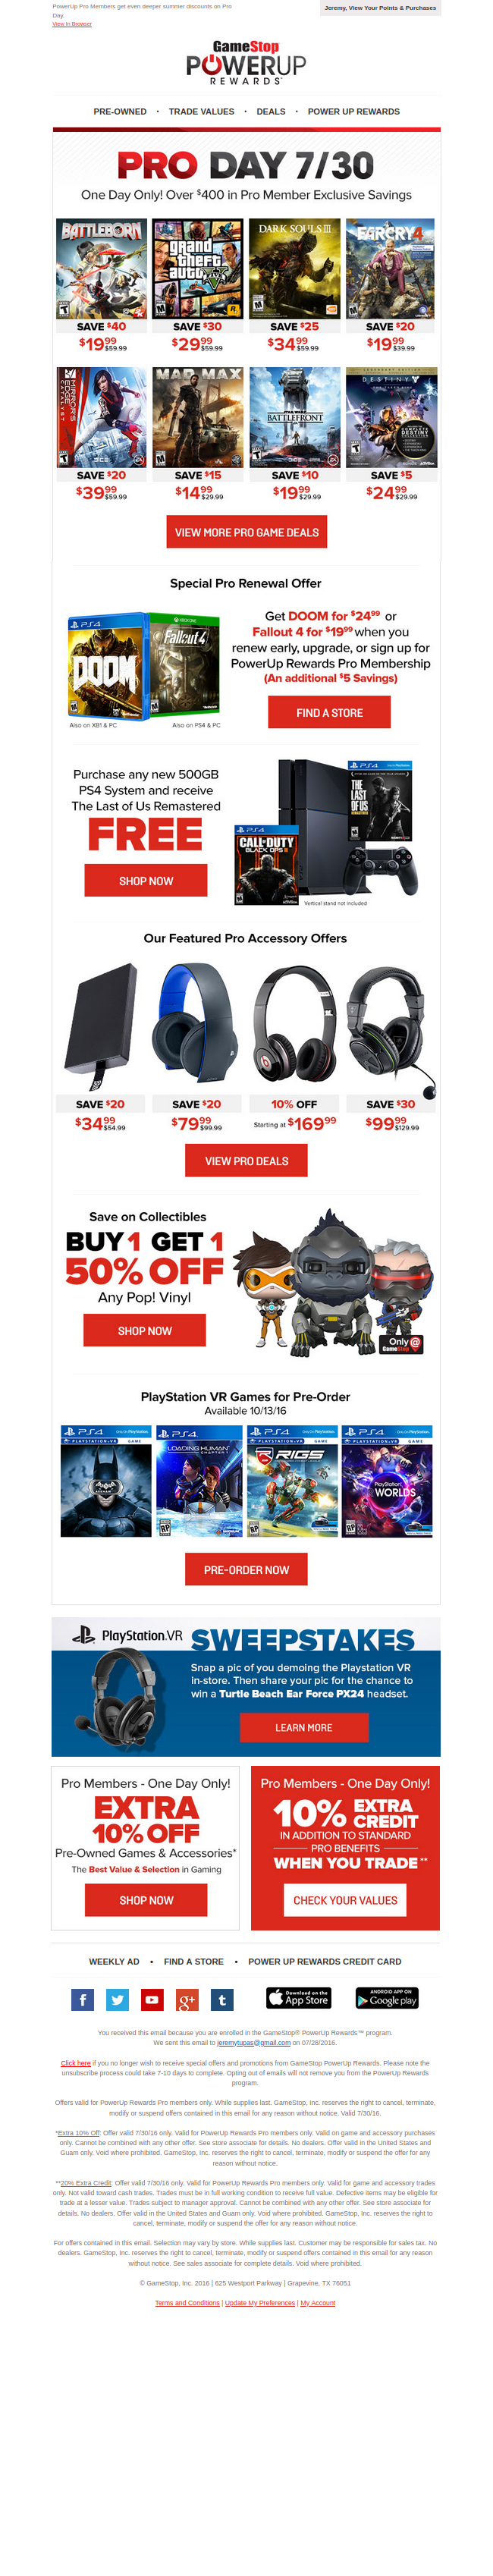 PowerUp Pro Members get even deeper summer discounts on Pro
Day.
View in Browser
Jeremy, View Your Points & Purchases
GameStop
POWERUP
REWARDS
PRE-OWNED • TRADE VALUES • DEALS • POWER UP REWARDS
PRO DAY 7/30
One Day Only! Over $400 in Pro Member Exclusive Savings
BATTLEBORN
grand theft auto V
DARK SOULS III
FARCRY 4
SAVE $40 SAVE $30 SAVE $25 SAVE $20
$19.99 $59.99 $29.99 $59.99 $34.99 $59.99 $19.99 $39.99
MIRROR'S EDGE CATALYST
MAD MAX
STAR WARS BATTLEFRONT
DESTINY
SAVE $20 SAVE $15 SAVE $10 SAVE $5
$39.99 $59.99 $14.99 $29.99 $19.99 $29.99 $24.99 $29.99
VIEW MORE PRO GAME DEALS
Special Pro Renewal Offer
PS4
XBOX ONE
DOOM
Fallout 4
Also on XB1 & PC
Also on PS4 & PC
Get DOOM for $24.99 or
Fallout 4 for $19.99 when you
renew early, upgrade, or sign up for
PowerUp Rewards Pro Membership
(An additional $5 Savings)
FIND A STORE
Purchase any new 500GB
PS4 System and receive
The Last of Us Remastered
FREE
SHOP NOW
PS4
THE LAST OF US
REMASTERED
PS4
CALL OF DUTY
BLACK OPS III
Vertical stand not included
Our Featured Pro Accessory Offers
SAVE $20 SAVE $20 10% OFF SAVE $30
$34.99 $54.99 $79.99 $99.99 Starting at $169.99 $99.99 $129.99
VIEW PRO DEALS
Save on Collectibles
BUY 1 GET 1
50% OFF
Any Pop! Vinyl
SHOP NOW
Only @
GameStop
PlayStation VR Games for Pre-Order
Available 10/13/16
PS4 PS4 PS4 PS4
PLAYSTATION VR GAME
LOADING HUMAN
RIGS
PlayStation VR WORLDS
PRE-ORDER NOW
PlayStation.VR SWEEPSTAKES
Snap a pic of you demoing the Playstation VR
in-store. Then share your pic for the chance to
win a Turtle Beach Ear Force PX24 headset.
LEARN MORE
Pro Members - One Day Only!
EXTRA
10% OFF
Pre-Owned Games & Accessories*
The Best Value & Selection in Gaming
SHOP NOW
Pro Members - One Day Only!
10% EXTRA CREDIT
IN ADDITION TO STANDARD
PRO BENEFITS
WHEN YOU TRADE**
CHECK YOUR VALUES
WEEKLY AD • FIND A STORE • POWER UP REWARDS CREDIT CARD
Download on the
App Store
ANDROID APP ON
Google play
You received this email because you are enrolled in the GameStop® PowerUp Rewards™ program.
We sent this email to jeremytupas@gmail.com on 07/28/2016.
Click here if you no longer wish to receive special offers and promotions from GameStop PowerUp Rewards. Please note the
unsubscribe process could take 7-10 days to complete. Opting out of emails will not remove you from the PowerUp Rewards
program.
Offers valid for PowerUp Rewards Pro members only. While supplies last. GameStop, Inc. reserves the right to cancel, terminate,
modify or suspend offers contained in this email for any reason without notice. Valid 7/30/16.
*Extra 10% Off: Offer valid 7/30/16 only. Valid for PowerUp Rewards Pro members only. Valid on game and accessory purchases
only. Cannot be combined with any other offer. See store associate for details. No dealers. Offer valid in the United States and
Guam only. Void where prohibited. GameStop, Inc. reserves the right to cancel, terminate, modify or suspend the offer for any
reason without notice.
**20% Extra Credit: Offer valid 7/30/16 only. Valid for PowerUp Rewards Pro members only. Valid for game and accessory trades
only. Not valid toward cash trades. Trades must be in full working condition to receive full value. Defective items may be eligible for
trade at a lesser value. Trades subject to manager approval. Cannot be combined with any other offer. See store associate for
details. No dealers. Offer valid in the United States and Guam only. Void where prohibited. GameStop, Inc. reserves the right to
cancel, terminate, modify or suspend the offer for any reason without notice.
For offers contained in this email. Selection may vary by store. While supplies last. Customer may be responsible for sales tax. No
dealers. GameStop, Inc. reserves the right to cancel, terminate, modify or suspend offers contained in this email for any reason
without notice. See sales associate for complete details. Void where prohibited.
© GameStop, Inc. 2016 | 625 Westport Parkway | Grapevine, TX 76051
Terms and Conditions | Update My Preferences | My Account